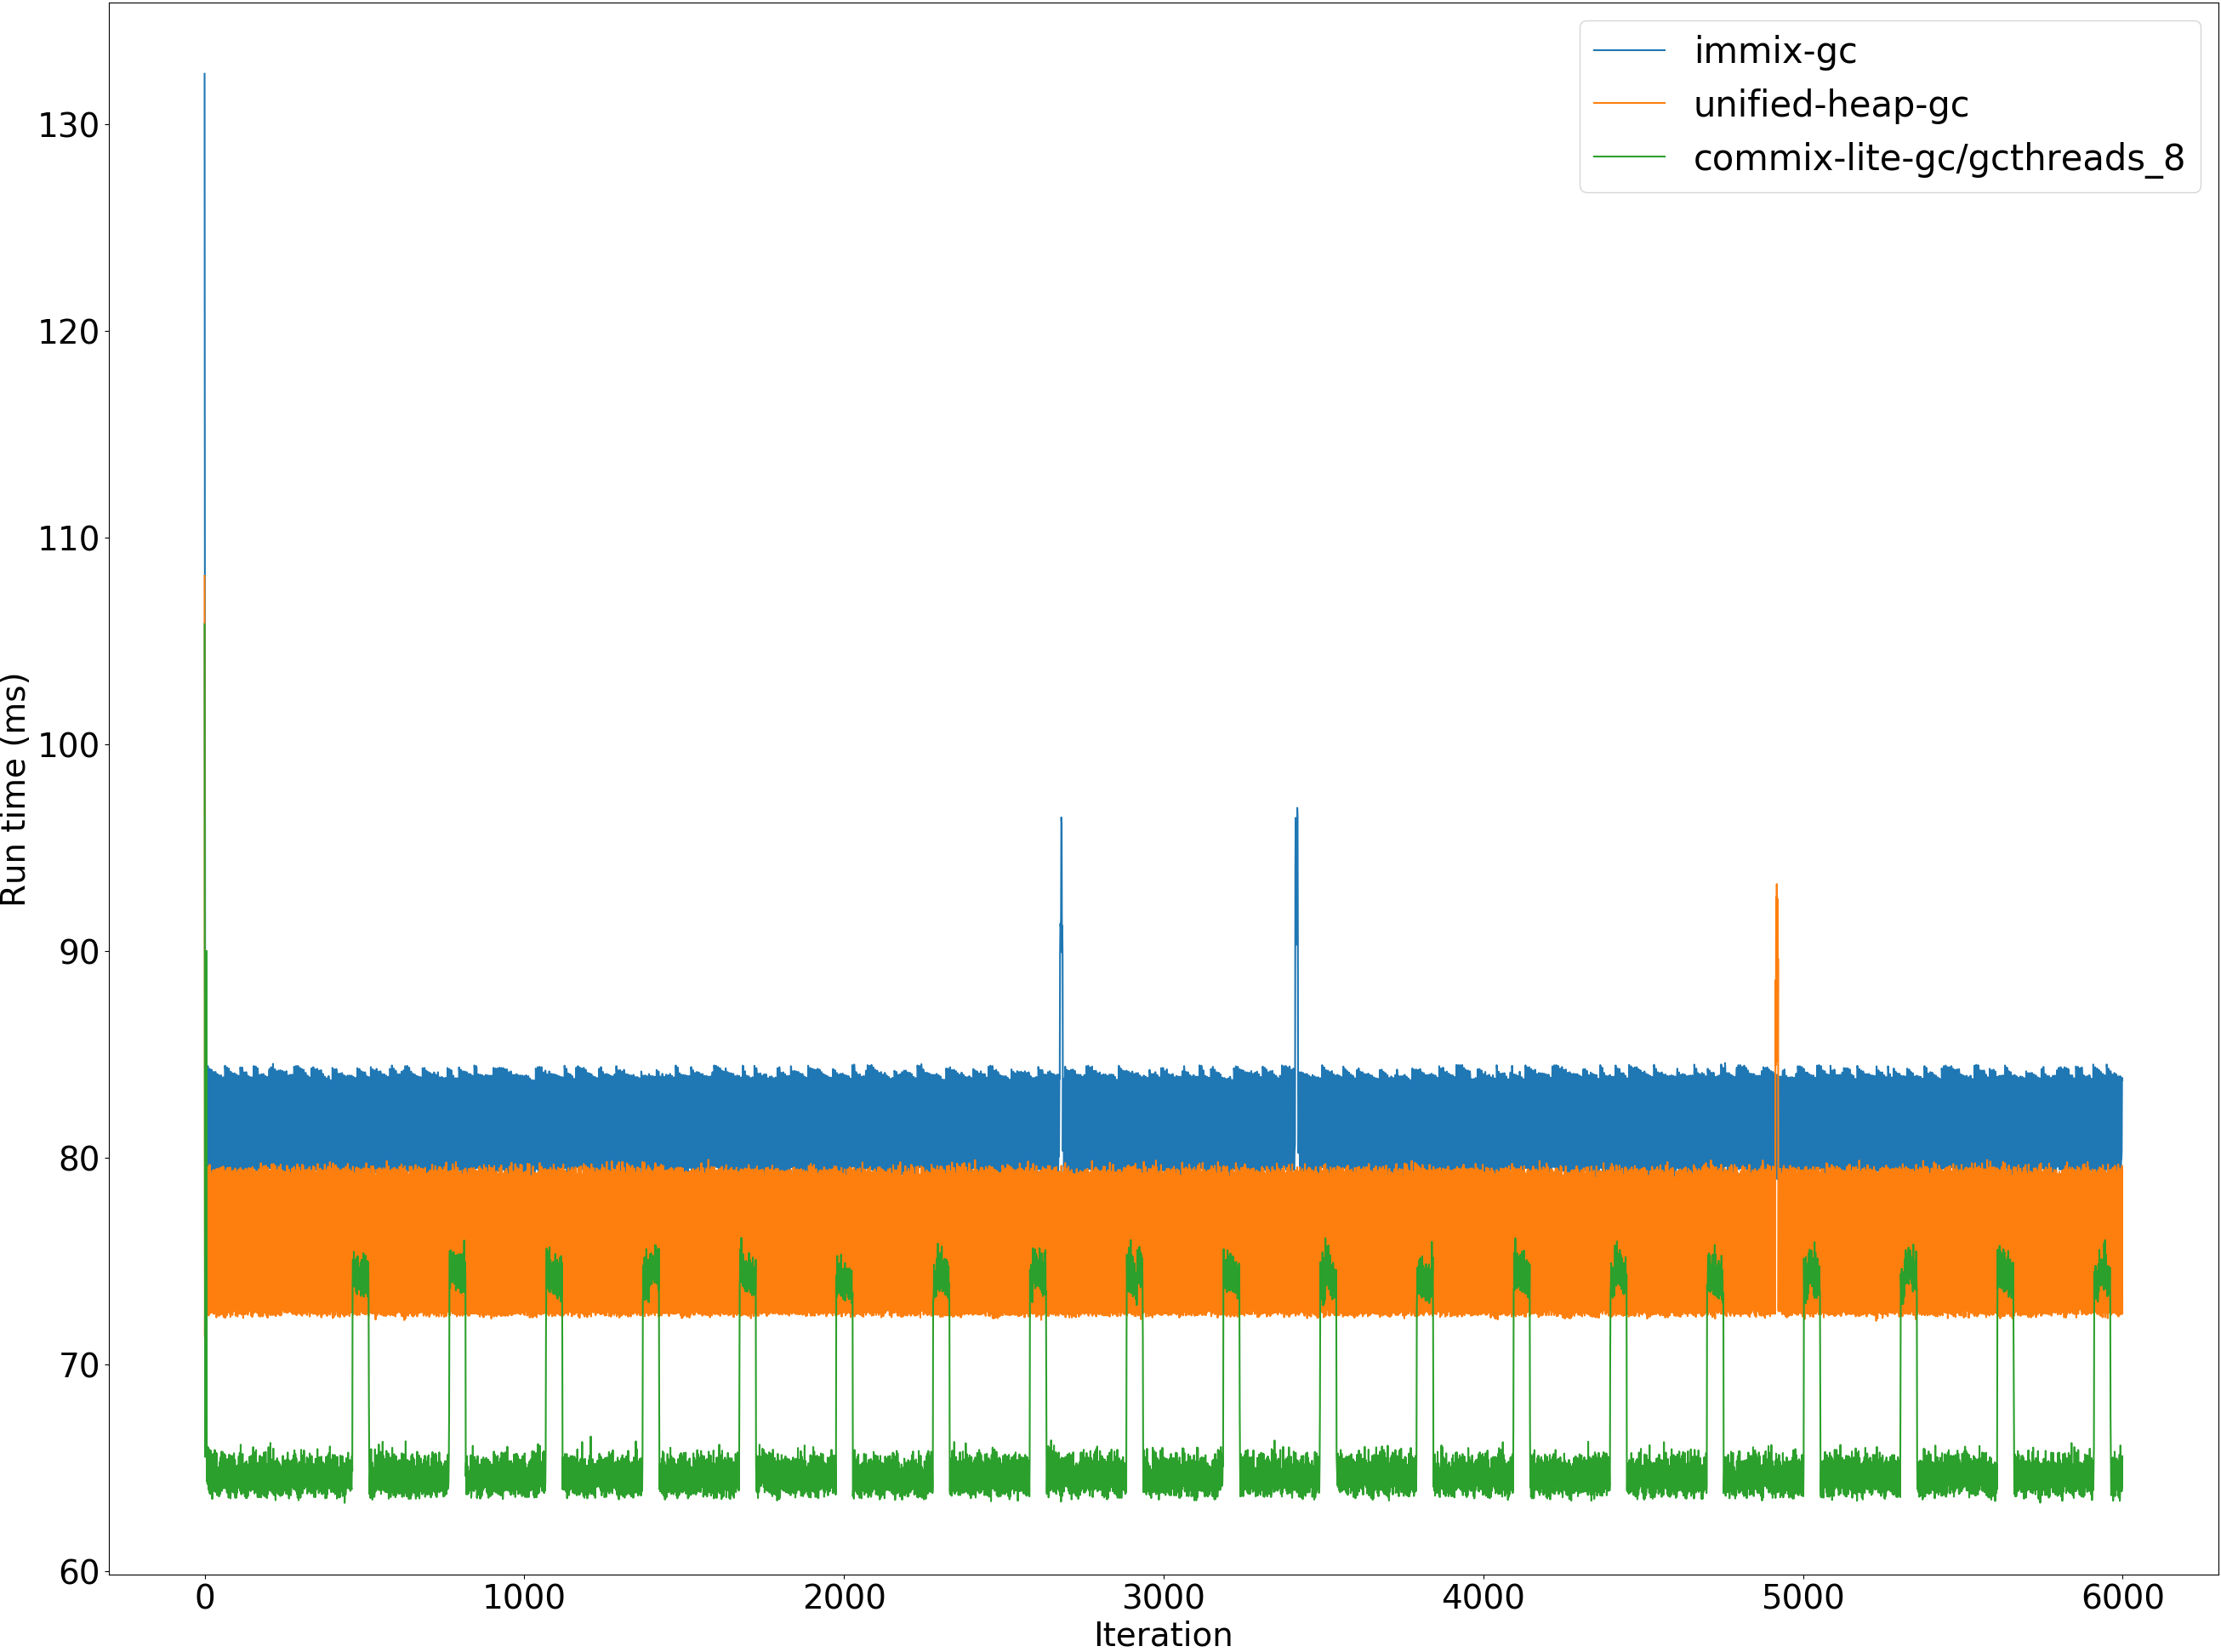 immix-gc
unified-heap-gc
commix-lite-gc/gcthreads_8
130
120
110
100
90
80
70
60
Run time (ms)
0 1000 2000 3000 4000 5000 6000
Iteration